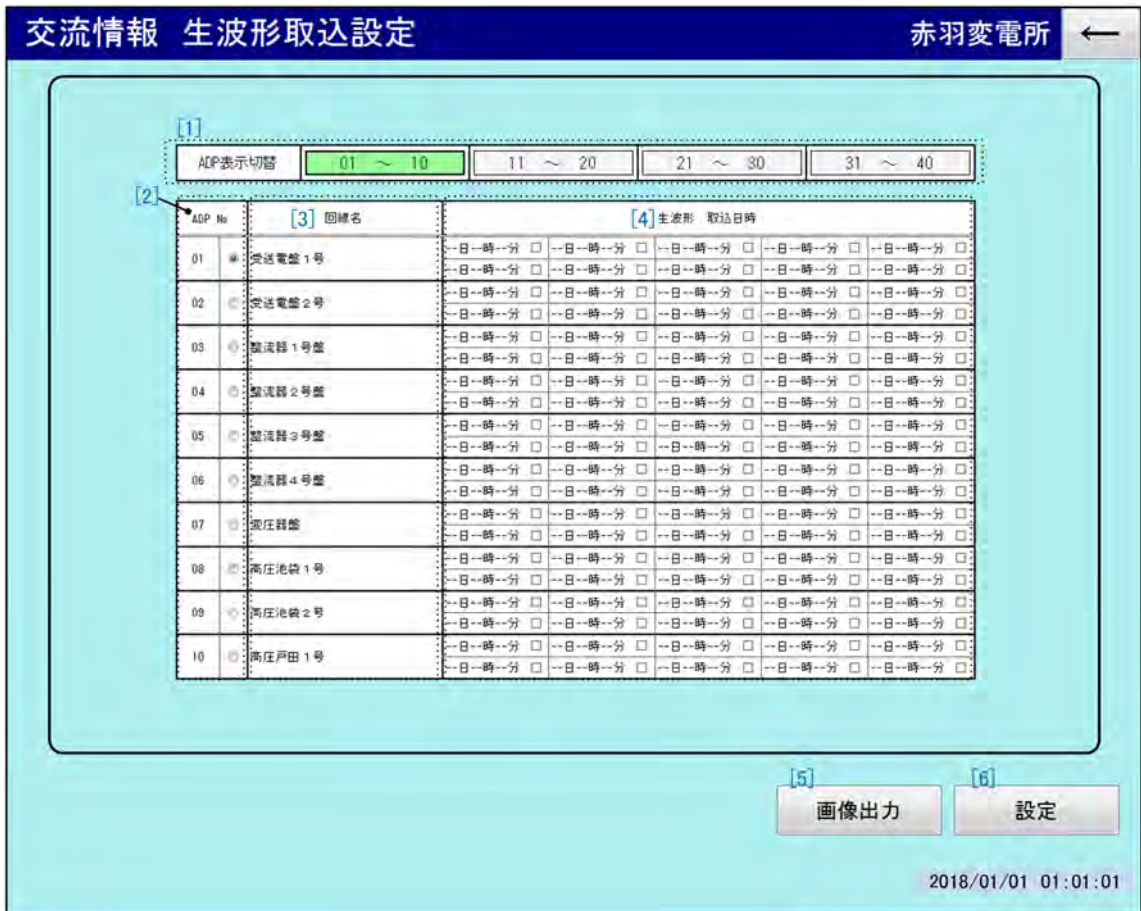 交流情報 生波形取込設定 赤羽変電所 ←
[1]
ADP表示切替 01 ～ 10 11 ～ 20 21 ～ 30 31 ～ 40
[2]
ADP No [3] 回線名 [4]生波形 取込日時
01 受送電盤1号 --日--時--分 □ --日--時--分 □ --日--時--分 □ --日--時--分 □ --日--時--分 □
--日--時--分 □ --日--時--分 □ --日--時--分 □ --日--時--分 □ --日--時--分 □
02 受送電盤2号 --日--時--分 □ --日--時--分 □ --日--時--分 □ --日--時--分 □ --日--時--分 □
--日--時--分 □ --日--時--分 □ --日--時--分 □ --日--時--分 □ --日--時--分 □
03 整流器1号盤 --日--時--分 □ --日--時--分 □ --日--時--分 □ --日--時--分 □ --日--時--分 □
--日--時--分 □ --日--時--分 □ --日--時--分 □ --日--時--分 □ --日--時--分 □
04 整流器2号盤 --日--時--分 □ --日--時--分 □ --日--時--分 □ --日--時--分 □ --日--時--分 □
--日--時--分 □ --日--時--分 □ --日--時--分 □ --日--時--分 □ --日--時--分 □
05 整流器3号盤 --日--時--分 □ --日--時--分 □ --日--時--分 □ --日--時--分 □ --日--時--分 □
--日--時--分 □ --日--時--分 □ --日--時--分 □ --日--時--分 □ --日--時--分 □
06 整流器4号盤 --日--時--分 □ --日--時--分 □ --日--時--分 □ --日--時--分 □ --日--時--分 □
--日--時--分 □ --日--時--分 □ --日--時--分 □ --日--時--分 □ --日--時--分 □
07 変圧器盤 --日--時--分 □ --日--時--分 □ --日--時--分 □ --日--時--分 □ --日--時--分 □
--日--時--分 □ --日--時--分 □ --日--時--分 □ --日--時--分 □ --日--時--分 □
08 高圧池袋1号 --日--時--分 □ --日--時--分 □ --日--時--分 □ --日--時--分 □ --日--時--分 □
--日--時--分 □ --日--時--分 □ --日--時--分 □ --日--時--分 □ --日--時--分 □
09 高圧池袋2号 --日--時--分 □ --日--時--分 □ --日--時--分 □ --日--時--分 □ --日--時--分 □
--日--時--分 □ --日--時--分 □ --日--時--分 □ --日--時--分 □ --日--時--分 □
10 高圧戸田1号 --日--時--分 □ --日--時--分 □ --日--時--分 □ --日--時--分 □ --日--時--分 □
--日--時--分 □ --日--時--分 □ --日--時--分 □ --日--時--分 □ --日--時--分 □
[5] [6]
画像出力 設定
2018/01/01 01:01:01